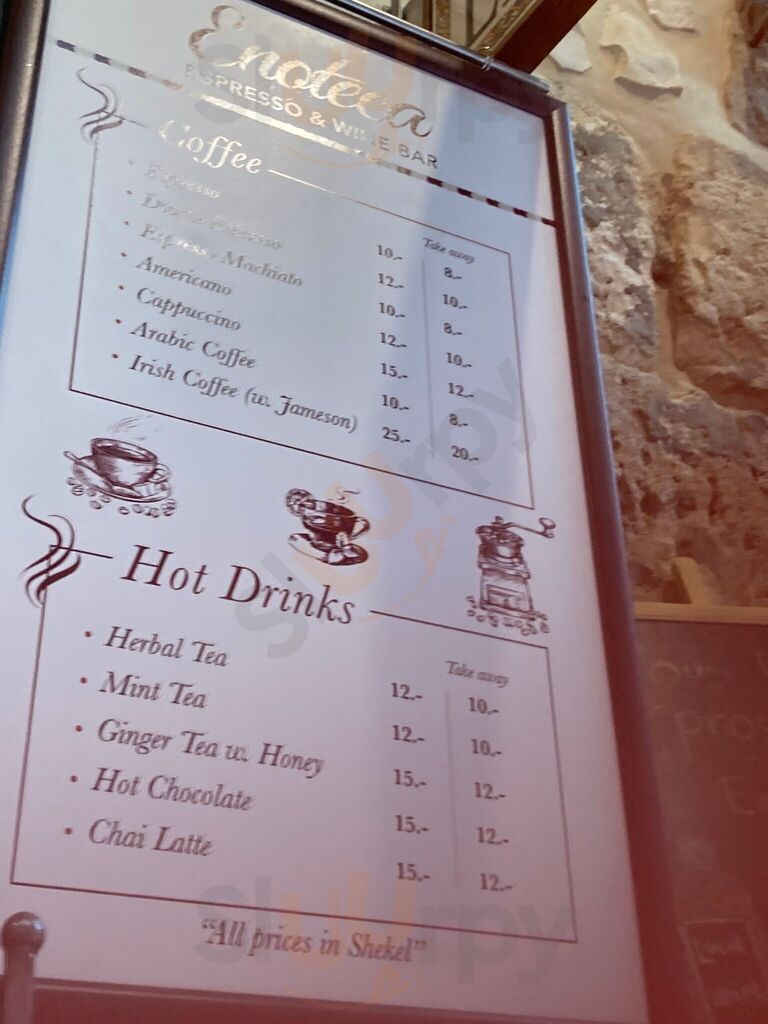 Enoteca
ESPRESSO & WINE BAR
Coffee
Take away
• Espresso 10.- 8.-
• Double Espresso 12.- 10.-
• Espresso Machiato 10.- 8.-
• Americano 12.- 10.-
• Cappuccino 15.- 12.-
• Arabic Coffee 10.- 8.-
• Irish Coffee (w. Jameson) 25.- 20.-
Hot Drinks
Take away
• Herbal Tea 12.- 10.-
• Mint Tea 12.- 10.-
• Ginger Tea w. Honey 15.- 12.-
• Hot Chocolate 15.- 12.-
• Chai Latte 15.- 12.-
"All prices in Shekel"
slurpy
slurpy
slurpy